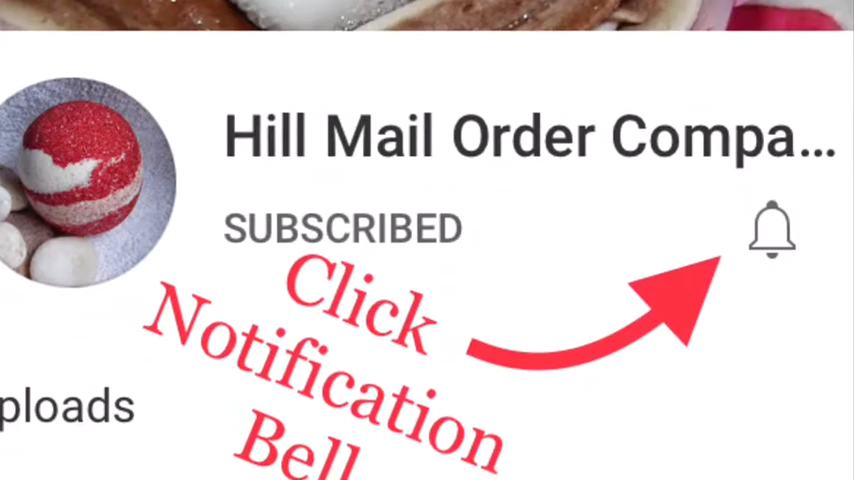 Hill Mail Order Compa...
SUBSCRIBED
Click
Notification
Bell
ploads